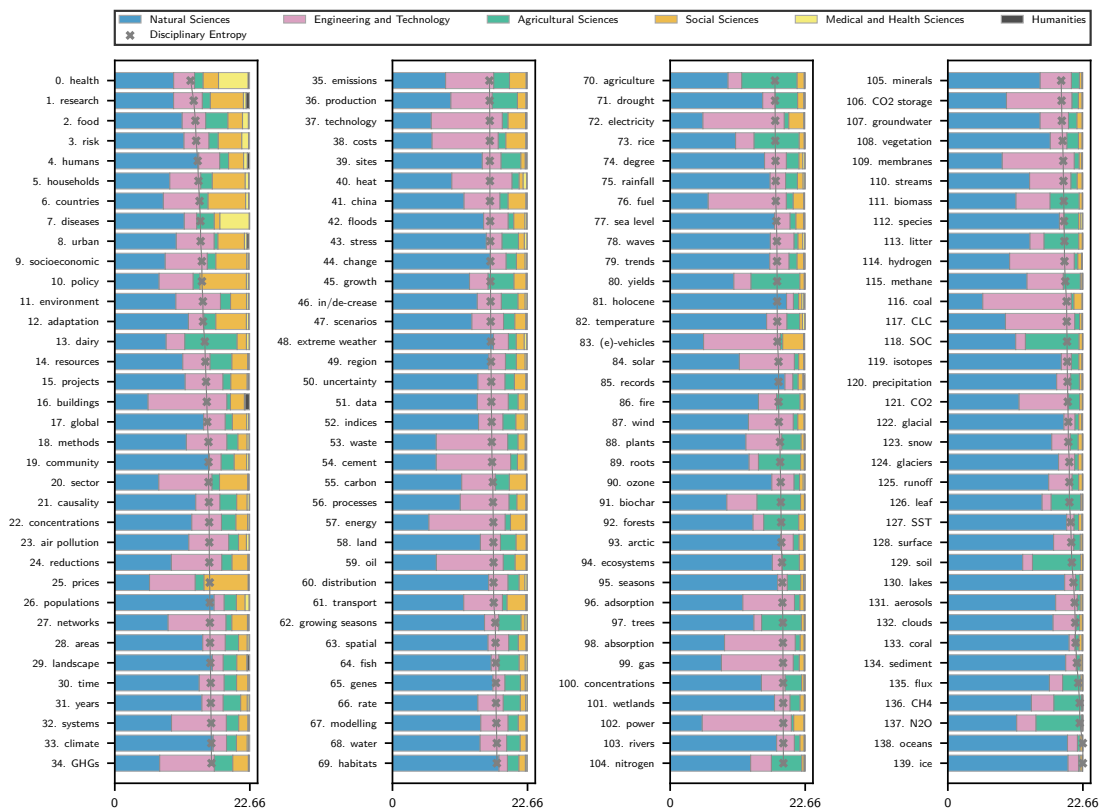 Natural Sciences
Engineering and Technology
Agricultural Sciences
Social Sciences
Medical and Health Sciences
Humanities
Disciplinary Entropy
0. health
1. research
2. food
3. risk
4. humans
5. households
6. countries
7. diseases
8. urban
9. socioeconomic
10. policy
11. environment
12. adaptation
13. dairy
14. resources
15. projects
16. buildings
17. global
18. methods
19. community
20. sector
21. causality
22. concentrations
23. air pollution
24. reductions
25. prices
26. populations
27. networks
28. areas
29. landscape
30. time
31. years
32. systems
33. climate
34. GHGs
0
22.66
35. emissions
36. production
37. technology
38. costs
39. sites
40. heat
41. china
42. floods
43. stress
44. change
45. growth
46. in/de-crease
47. scenarios
48. extreme weather
49. region
50. uncertainty
51. data
52. indices
53. waste
54. cement
55. carbon
56. processes
57. energy
58. land
59. oil
60. distribution
61. transport
62. growing seasons
63. spatial
64. fish
65. genes
66. rate
67. modelling
68. water
69. habitats
0
22.66
70. agriculture
71. drought
72. electricity
73. rice
74. degree
75. rainfall
76. fuel
77. sea level
78. waves
79. trends
80. yields
81. holocene
82. temperature
83. (e)-vehicles
84. solar
85. records
86. fire
87. wind
88. plants
89. roots
90. ozone
91. biochar
92. forests
93. arctic
94. ecosystems
95. seasons
96. adsorption
97. trees
98. absorption
99. gas
100. concentrations
101. wetlands
102. power
103. rivers
104. nitrogen
0
22.66
105. minerals
106. CO2 storage
107. groundwater
108. vegetation
109. membranes
110. streams
111. biomass
112. species
113. litter
114. hydrogen
115. methane
116. coal
117. CLC
118. SOC
119. isotopes
120. precipitation
121. CO2
122. glacial
123. snow
124. glaciers
125. runoff
126. leaf
127. SST
128. surface
129. soil
130. lakes
131. aerosols
132. clouds
133. coral
134. sediment
135. flux
136. CH4
137. N2O
138. oceans
139. ice
0
22.66